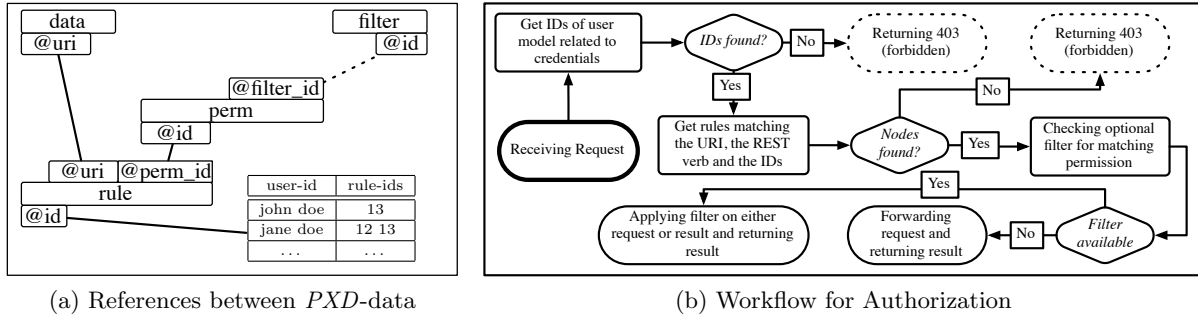 data
@uri
filter
@id
@filter_id
perm
@id
@uri
@perm_id
rule
@id
user-id rule-ids
john doe 13
jane doe 12 13
... ...
(a) References between PXD-data
Get IDs of user
model related to
credentials
IDs found?
No
Returning 403
(forbidden)
Returning 403
(forbidden)
Yes
No
Receiving Request
Get rules matching
the URI, the REST
verb and the IDs
Nodes
found?
Yes
Checking optional
filter for matching
permission
Yes
Applying filter on either
request or result and returning
result
Forwarding
request and
returning result
No
Filter
available
(b) Workflow for Authorization